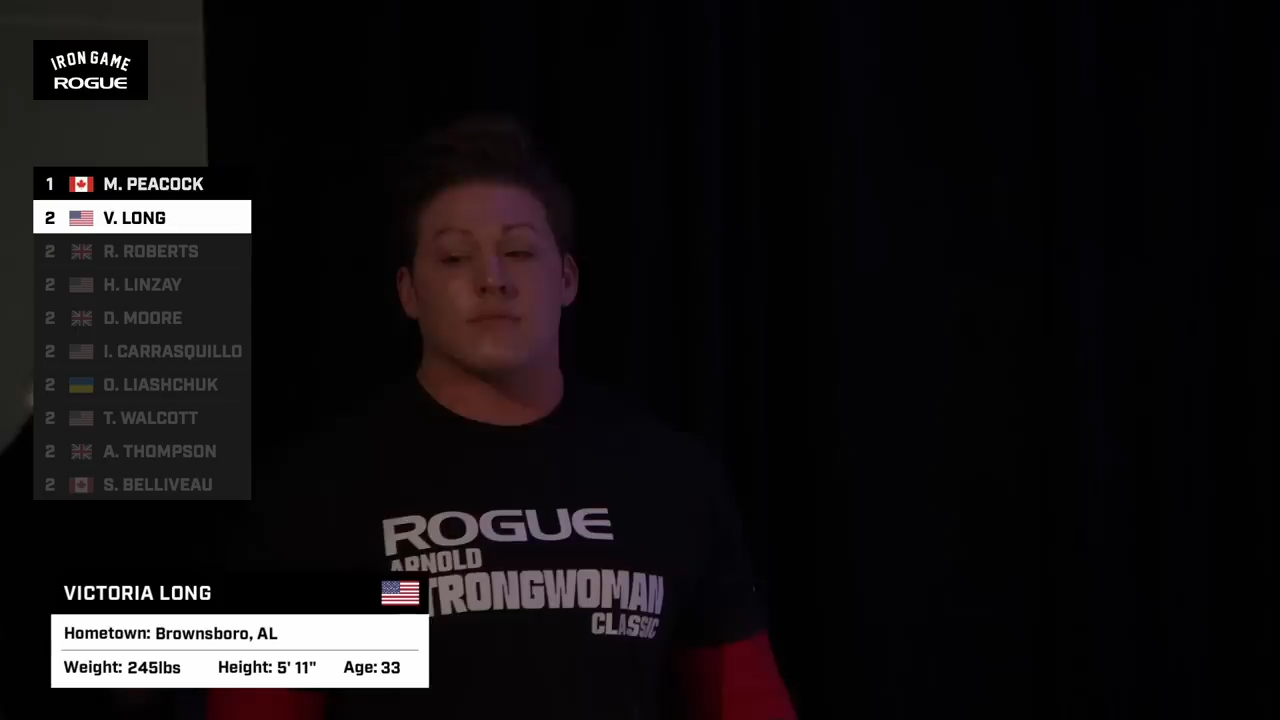 IRON GAME
ROGUE
1 M. PEACOCK
2 V. LONG
2 R. ROBERTS
2 H. LINZAY
2 D. MOORE
2 I. CARRASQUILLO
2 O. LIASHCHUK
2 T. WALCOTT
2 A. THOMPSON
2 S. BELLIVEAU
ROGUE
ARNOLD
TRONGWOMAN
CLASSIC
VICTORIA LONG
Hometown: Brownsboro, AL
Weight: 245lbs Height: 5' 11" Age: 33